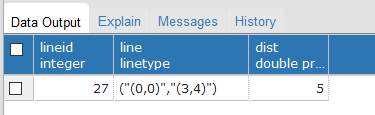 Data Output Explain Messages History
lineid line dist
integer linetype double pr...
27 ("(0,0)","(3,4)") 5